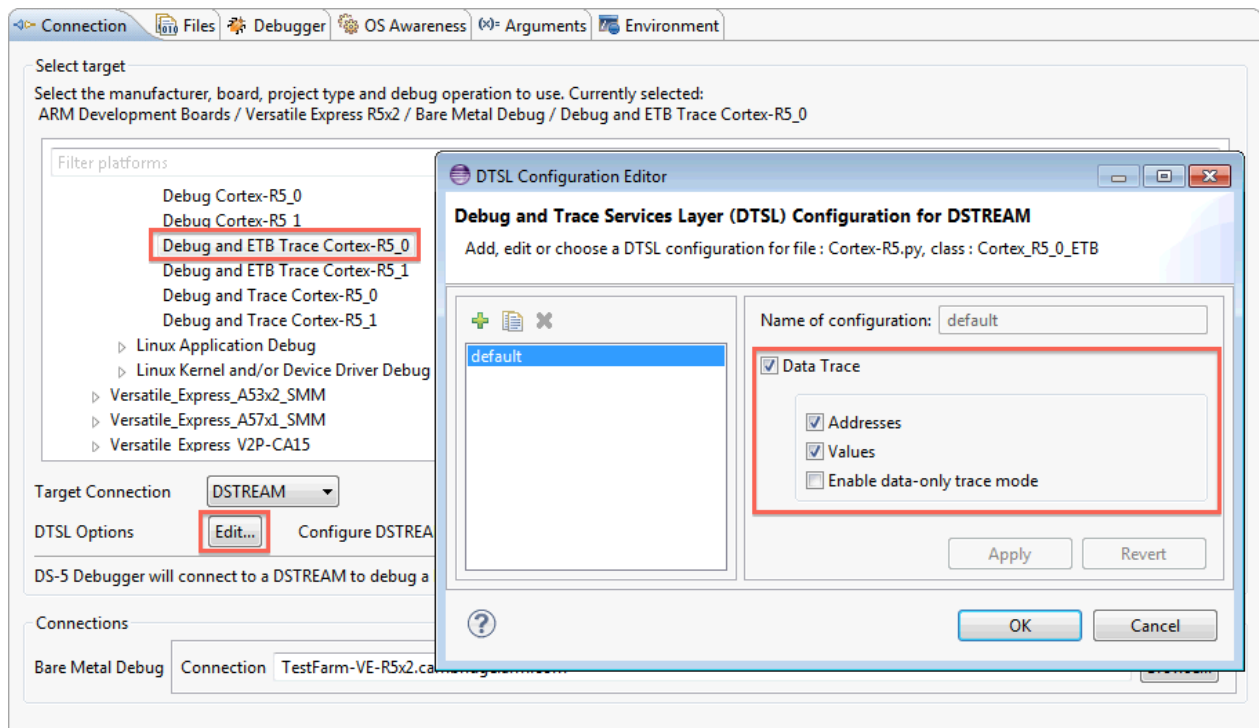 Connection
Files
Debugger
OS Awareness
Arguments
Environment
Select target
Select the manufacturer, board, project type and debug operation to use. Currently selected:
ARM Development Boards / Versatile Express R5x2 / Bare Metal Debug / Debug and ETB Trace Cortex-R5_0
Filter platforms
Debug Cortex-R5_0
Debug Cortex-R5_1
Debug and ETB Trace Cortex-R5_0
Debug and ETB Trace Cortex-R5_1
Debug and Trace Cortex-R5_0
Debug and Trace Cortex-R5_1
Linux Application Debug
Linux Kernel and/or Device Driver Debug
Versatile_Express_A53x2_SMM
Versatile_Express_A57x1_SMM
Versatile Express V2P-CA15
Target Connection
DSTREAM
DTSL Options
Edit...
Configure DSTREA
DS-5 Debugger will connect to a DSTREAM to debug a
Connections
Bare Metal Debug
Connection
DTSL Configuration Editor
Debug and Trace Services Layer (DTSL) Configuration for DSTREAM
Add, edit or choose a DTSL configuration for file : Cortex-R5.py, class : Cortex_R5_0_ETB
default
Name of configuration:
default
Data Trace
Addresses
Values
Enable data-only trace mode
Apply
Revert
OK
Cancel